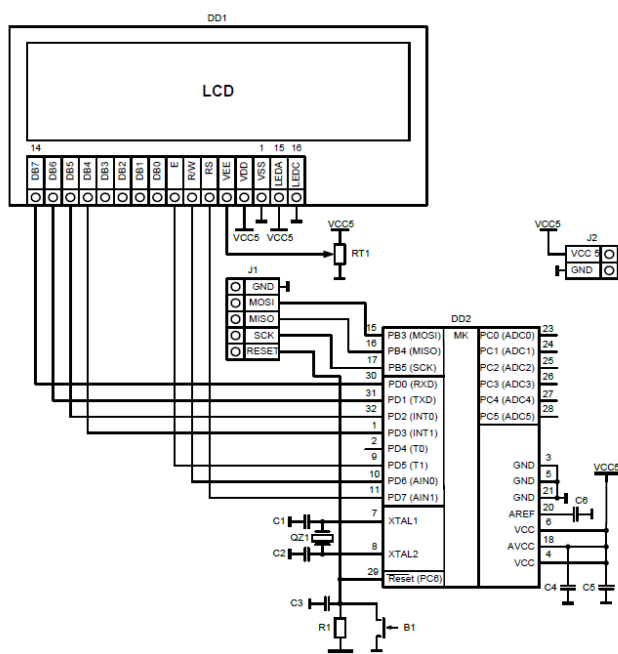 DD1
LCD
14 1 15 16
DB7 DB6 DB5 DB4 DB3 DB2 DB1 DB0 E R/W RS VEE VDD VSS LEDA LEDC
VCC5 VCC5
VCC5
RT1
VCC5
J2
VCC 5
GND
J1
GND
MOSI
MISO
SCK
RESET
DD2
MK
15 PB3 (MOSI)
16 PB4 (MISO)
17 PB5 (SCK)
30 PD0 (RXD)
31 PD1 (TXD)
32 PD2 (INT0)
1 PD3 (INT1)
2 PD4 (T0)
9 PD5 (T1)
10 PD6 (AIN0)
11 PD7 (AIN1)
7 XTAL1
8 XTAL2
29 Reset (PC6)
PC0 (ADC0) 23
PC1 (ADC1) 24
PC2 (ADC2) 25
PC3 (ADC3) 26
PC4 (ADC4) 27
PC5 (ADC5) 28
GND 3
GND 5
GND 21
AREF 20
VCC 6
AVCC 18
VCC 4
VCC5
C6
C4
C5
C1
QZ1
C2
C3
R1
B1